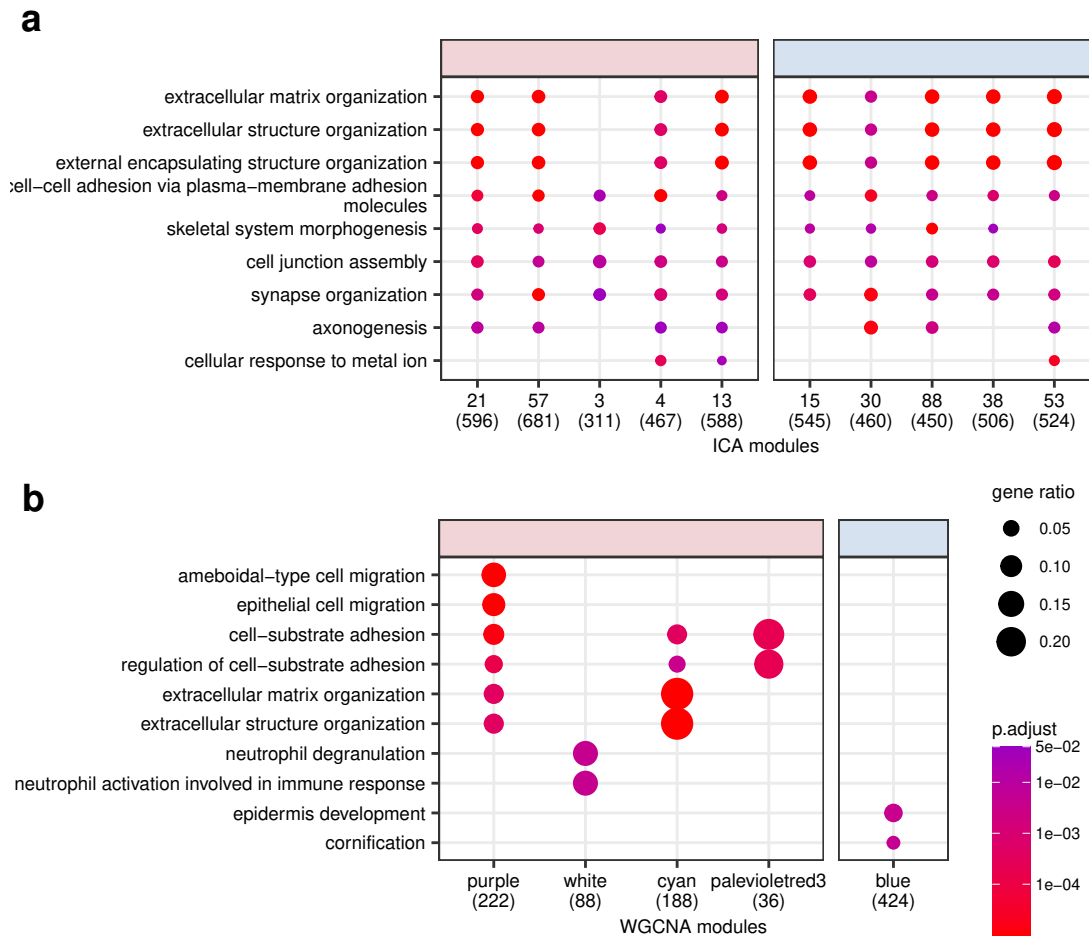 a
extracellular matrix organization
extracellular structure organization
external encapsulating structure organization
cell−cell adhesion via plasma−membrane adhesion
molecules
skeletal system morphogenesis
cell junction assembly
synapse organization
axonogenesis
cellular response to metal ion
21 57 3 4 13 15 30 88 38 53
(596) (681) (311) (467) (588) (545) (460) (450) (506) (524)
ICA modules
b
gene ratio
0.05
0.10
0.15
0.20
ameboidal−type cell migration
epithelial cell migration
cell−substrate adhesion
regulation of cell−substrate adhesion
extracellular matrix organization
extracellular structure organization
neutrophil degranulation
neutrophil activation involved in immune response
epidermis development
cornification
p.adjust
5e−02
1e−02
1e−03
1e−04
purple white cyan palevioletred3 blue
(222) (88) (188) (36) (424)
WGCNA modules